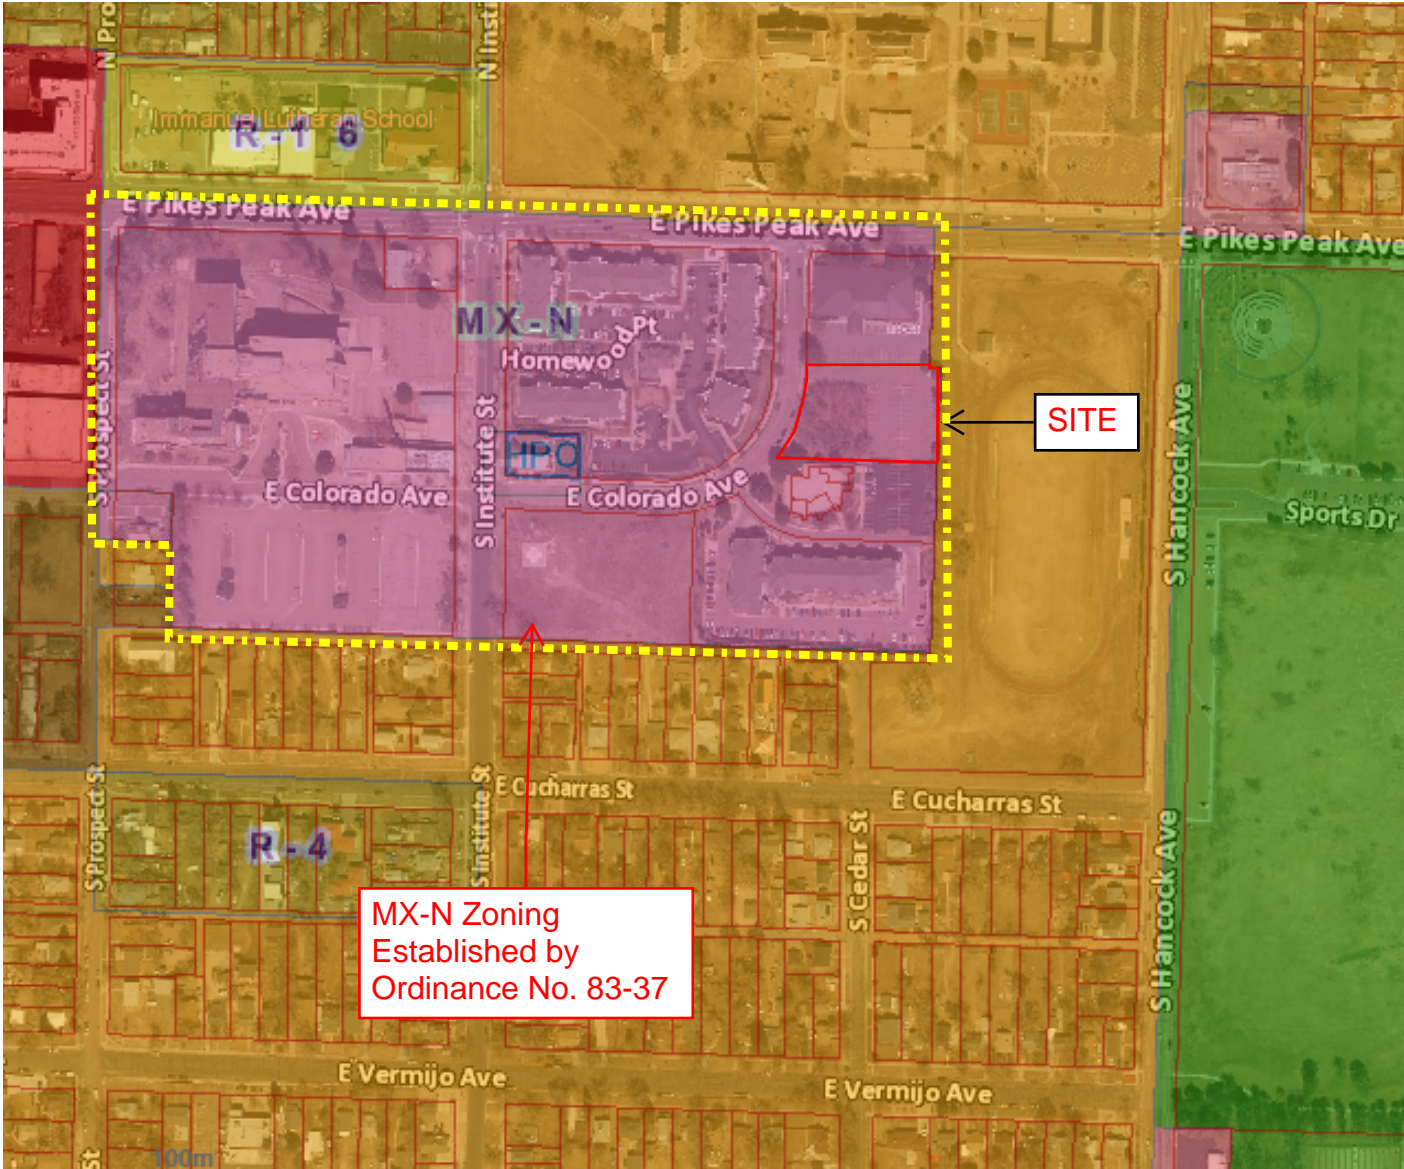 N Pro
N Insti
Immanuel Lutheran School
R-1 6
E Pikes Peak Ave
E Pikes Peak Ave
E Pikes Peak Ave
MX-N
Homewood Pt
S Prospect St
S Institute St
SITE
S Hancock Ave
HPO
E Colorado Ave
E Colorado Ave
Sports Dr
S Prospect St
S Institute St
E Cucharras St
E Cucharras St
R-4
S Cedar St
S Hancock Ave
MX-N Zoning
Established by
Ordinance No. 83-37
E Vermijo Ave
E Vermijo Ave
St
100m